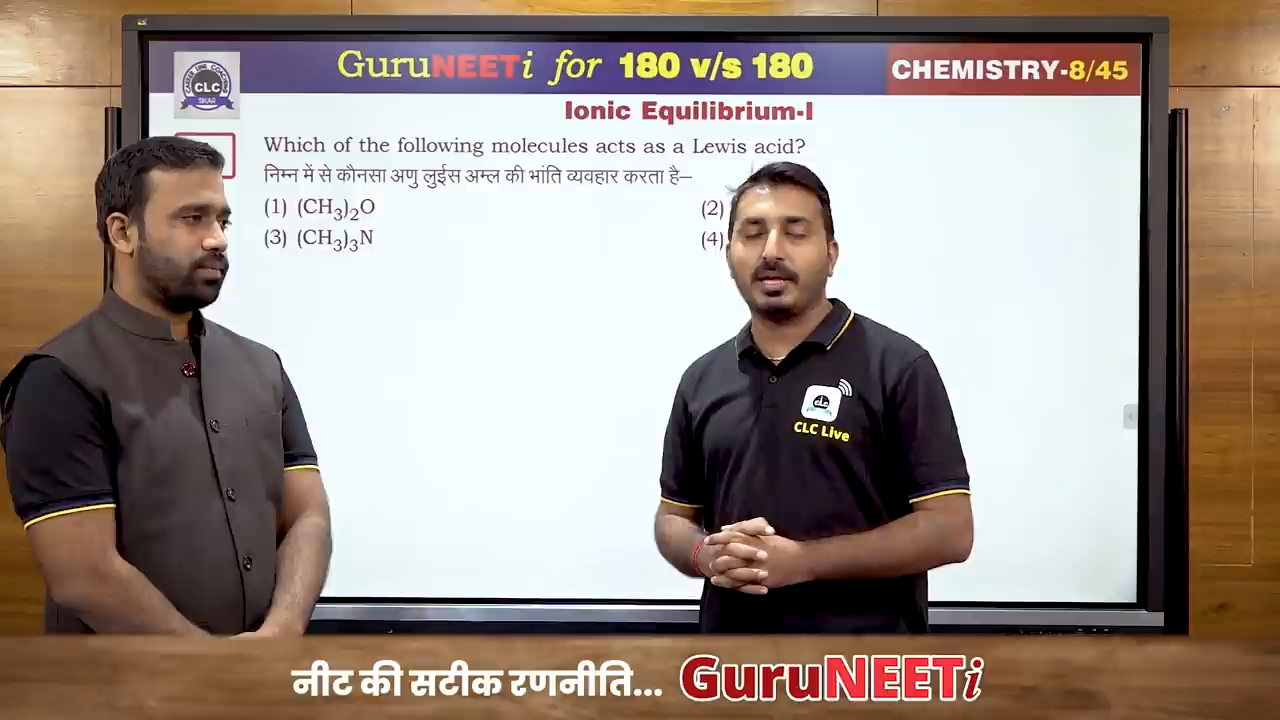 GuruNEETi for 180 v/s 180
CHEMISTRY-8/45
CLC
SIKAR
Ionic Equilibrium-I
Which of the following molecules acts as a Lewis acid?
निम्न में से कौनसा अणु लुईस अम्ल की भांति व्यवहार करता है–
(1) (CH₃)₂O
(2)
(3) (CH₃)₃N
(4)
CLC
CLC Live
नीट की सटीक रणनीति... GuruNEETi